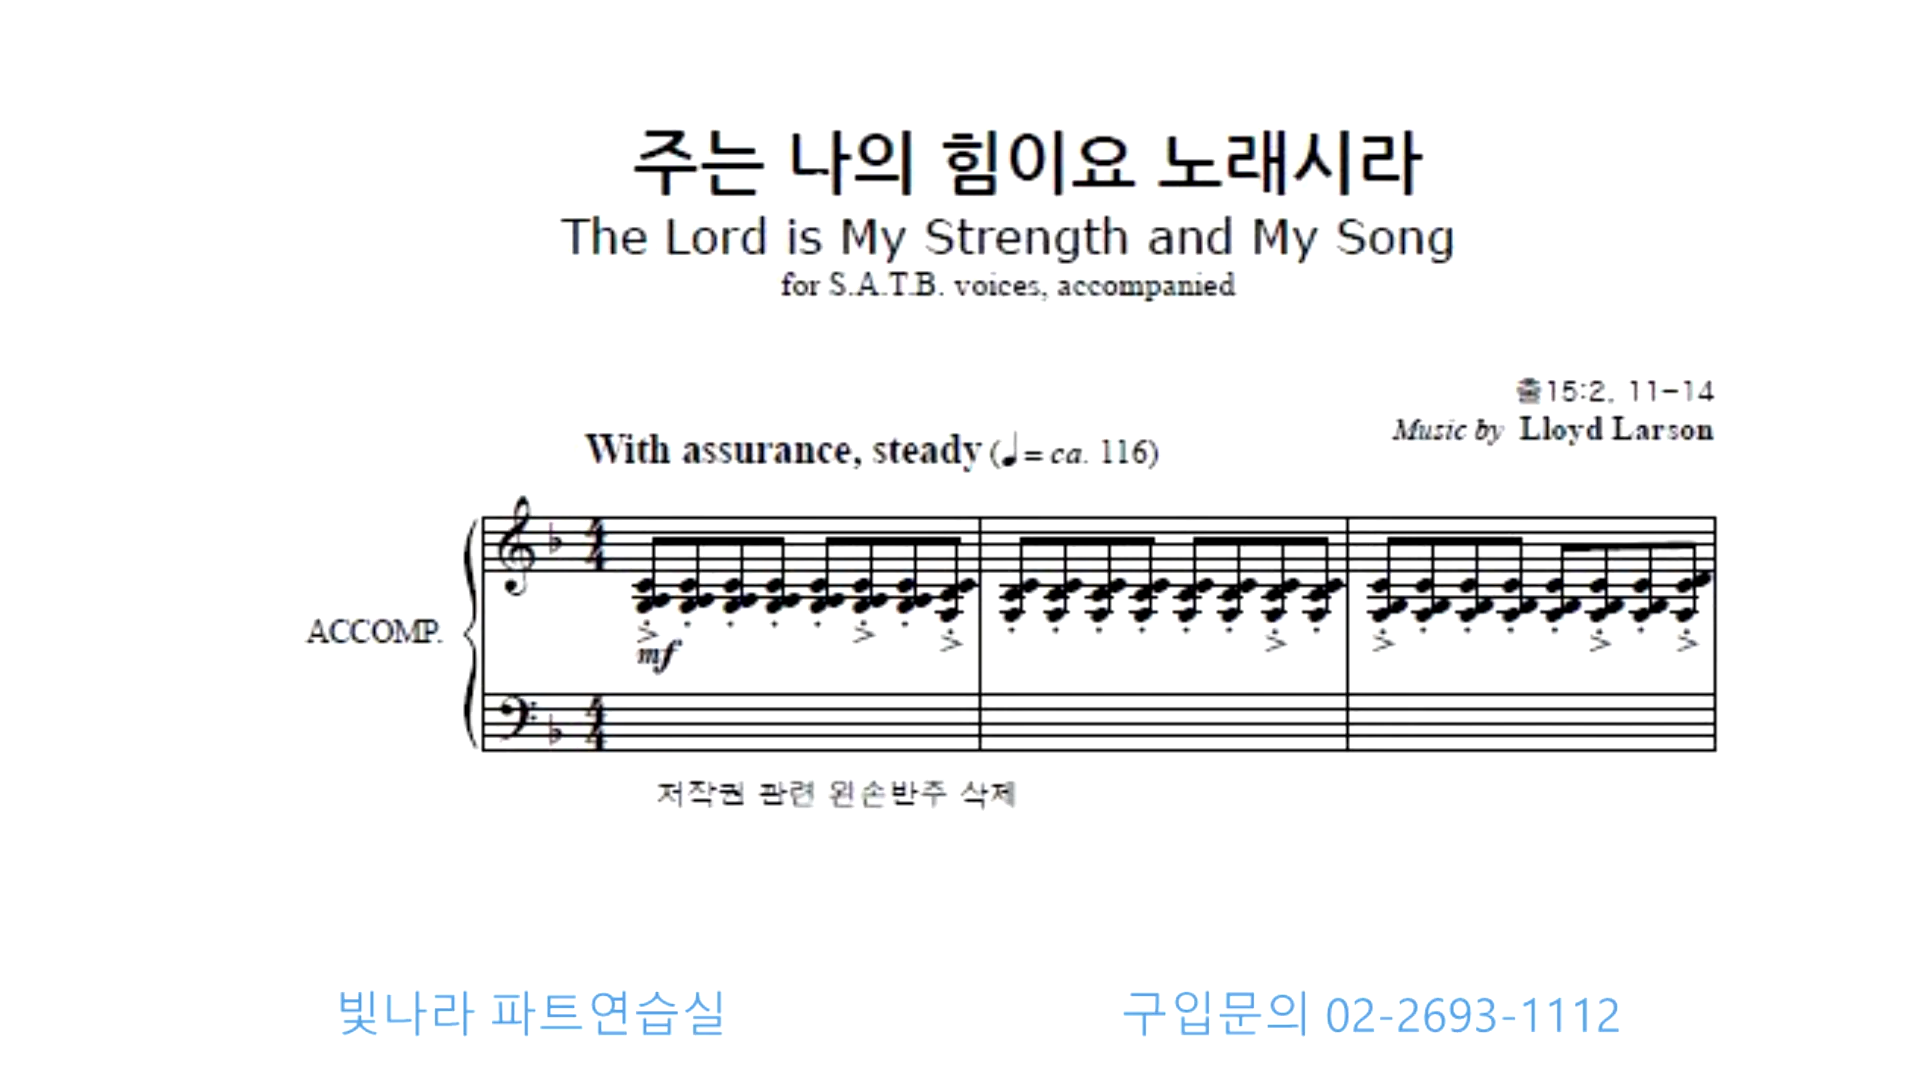 주는 나의 힘이요 노래시라
The Lord is My Strength and My Song
for S.A.T.B. voices, accompanied
출15:2, 11-14
Music by Lloyd Larson
With assurance, steady (♩= ca. 116)
ACCOMP.
mf
저작권 관련 왼손반주 삭제
빛나라 파트연습실
구입문의 02-2693-1112